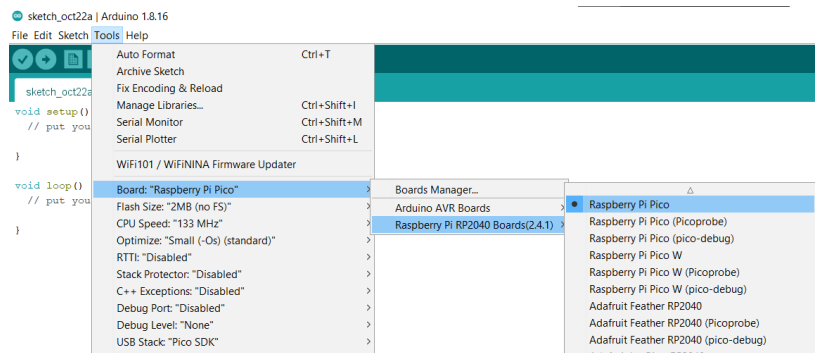 sketch_oct22a | Arduino 1.8.16
File Edit Sketch Tools Help
sketch_oct22a
void setup()
// put you
}
void loop()
// put you
}
Auto Format Ctrl+T
Archive Sketch
Fix Encoding & Reload
Manage Libraries... Ctrl+Shift+I
Serial Monitor Ctrl+Shift+M
Serial Plotter Ctrl+Shift+L
WiFi101 / WiFiNINA Firmware Updater
Board: "Raspberry Pi Pico"
Flash Size: "2MB (no FS)"
CPU Speed: "133 MHz"
Optimize: "Small (-Os) (standard)"
RTTI: "Disabled"
Stack Protector: "Disabled"
C++ Exceptions: "Disabled"
Debug Port: "Disabled"
Debug Level: "None"
USB Stack: "Pico SDK"
Boards Manager...
Arduino AVR Boards
Raspberry Pi RP2040 Boards(2.4.1)
Raspberry Pi Pico
Raspberry Pi Pico (Picoprobe)
Raspberry Pi Pico (pico-debug)
Raspberry Pi Pico W
Raspberry Pi Pico W (Picoprobe)
Raspberry Pi Pico W (pico-debug)
Adafruit Feather RP2040
Adafruit Feather RP2040 (Picoprobe)
Adafruit Feather RP2040 (pico-debug)